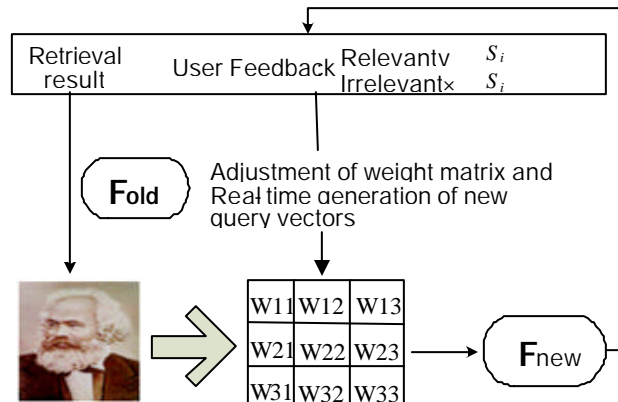 Retrieval result
User Feedback
Relevantv Si
Irrelevant× Si
Fold
Adjustment of weight matrix and
Real-time generation of new
query vectors
W11 W12 W13
W21 W22 W23
W31 W32 W33
Fnew